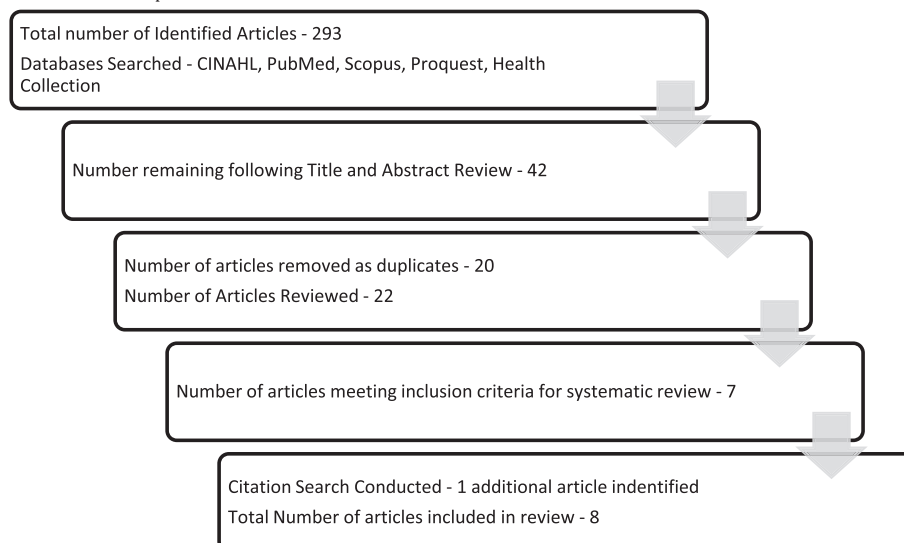 Total number of Identified Articles - 293
Databases Searched - CINAHL, PubMed, Scopus, Proquest, Health
Collection
Number remaining following Title and Abstract Review - 42
Number of articles removed as duplicates - 20
Number of Articles Reviewed - 22
Number of articles meeting inclusion criteria for systematic review - 7
Citation Search Conducted - 1 additional article indentified
Total Number of articles included in review - 8